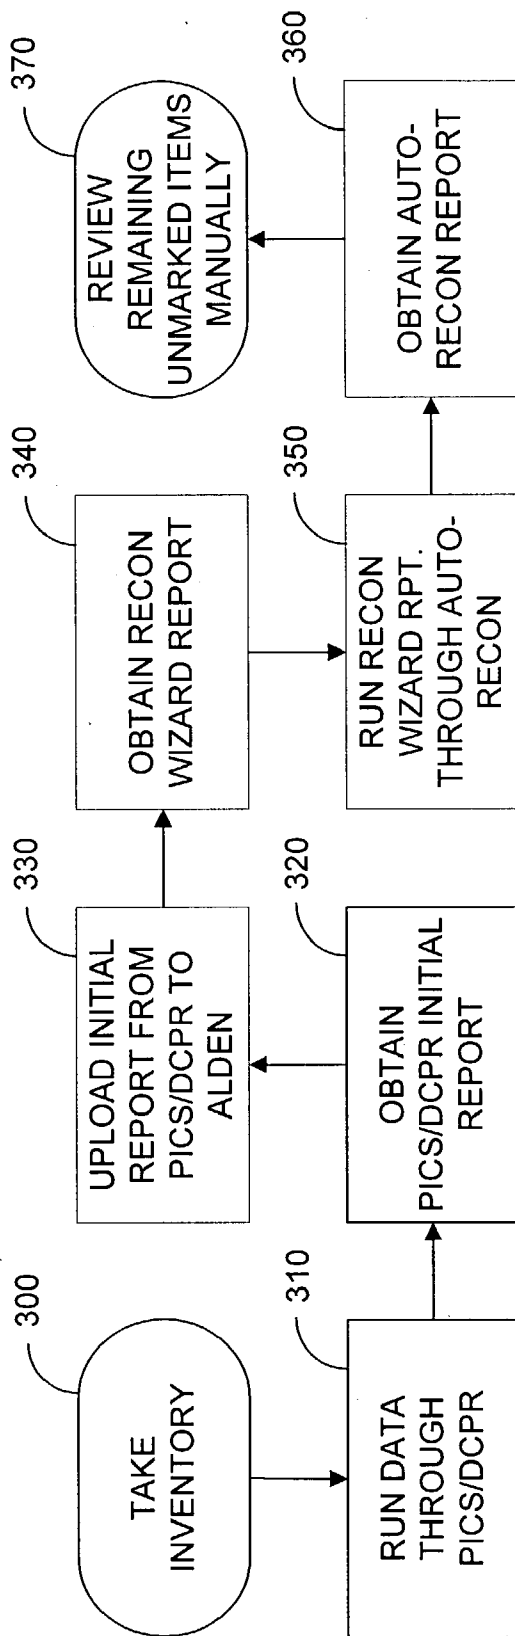 300
TAKE
INVENTORY
310
RUN DATA
THROUGH
PICS/DCPR
320
OBTAIN
PICS/DCPR INITIAL
REPORT
330
UPLOAD INITIAL
REPORT FROM
PICS/DCPR TO
ALDEN
340
OBTAIN RECON
WIZARD REPORT
350
RUN RECON
WIZARD RPT.
THROUGH AUTO-
RECON
360
OBTAIN AUTO-
RECON REPORT
370
REVIEW
REMAINING
UNMARKED ITEMS
MANUALLY